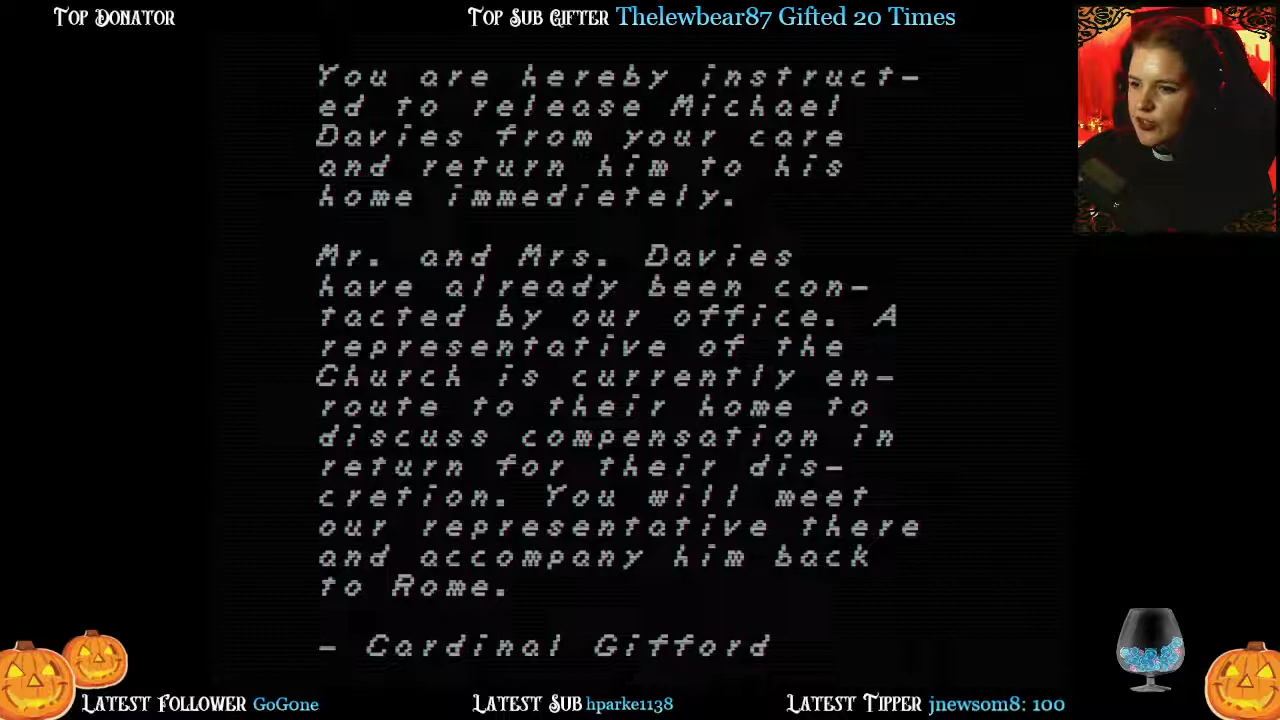 Top Donator
Top Sub Gifter Thelewbear87 Gifted 20 Times
You are hereby instruct-
ed to release Michael
Davies from your care
and return him to his
home immedietely.
Mr. and Mrs. Davies
have already been con-
tacted by our office. A
representative of the
Church is currently en-
route to their home to
discuss compensation in
return for their dis-
cretion. You will meet
our representative there
and accompany him back
to Rome.
- Cardinal Gifford
Latest Follower GoGone
Latest Sub hparke1138
Latest Tipper jnewsom8: 100